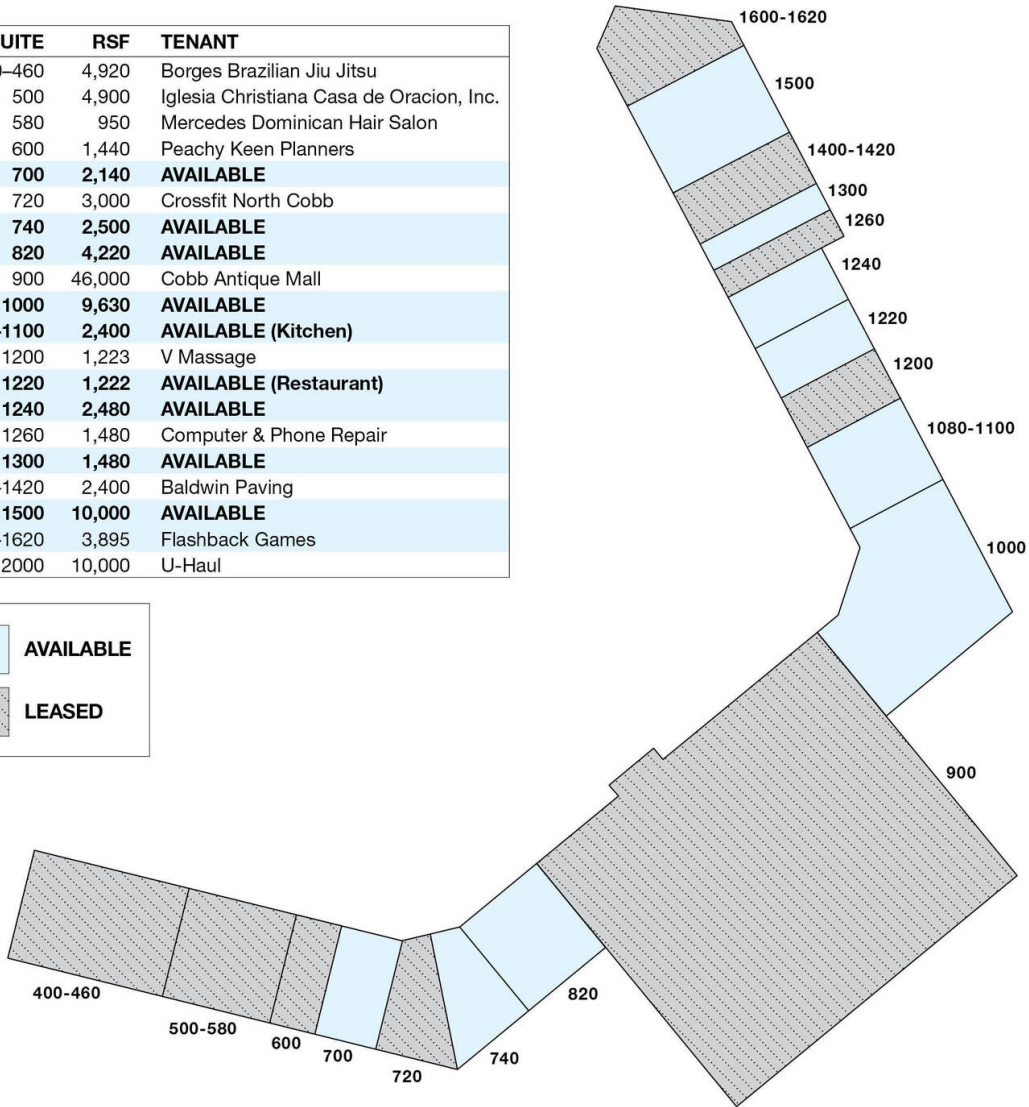 UITE RSF TENANT
–460 4,920 Borges Brazilian Jiu Jitsu
500 4,900 Iglesia Christiana Casa de Oracion, Inc.
580 950 Mercedes Dominican Hair Salon
600 1,440 Peachy Keen Planners
700 2,140 AVAILABLE
720 3,000 Crossfit North Cobb
740 2,500 AVAILABLE
820 4,220 AVAILABLE
900 46,000 Cobb Antique Mall
1000 9,630 AVAILABLE
-1100 2,400 AVAILABLE (Kitchen)
1200 1,223 V Massage
1220 1,222 AVAILABLE (Restaurant)
1240 2,480 AVAILABLE
1260 1,480 Computer & Phone Repair
1300 1,480 AVAILABLE
-1420 2,400 Baldwin Paving
1500 10,000 AVAILABLE
-1620 3,895 Flashback Games
2000 10,000 U-Haul
AVAILABLE
LEASED
1600-1620
1500
1400-1420
1300
1260
1240
1220
1200
1080-1100
1000
900
820
740
720
700
600
500-580
400-460